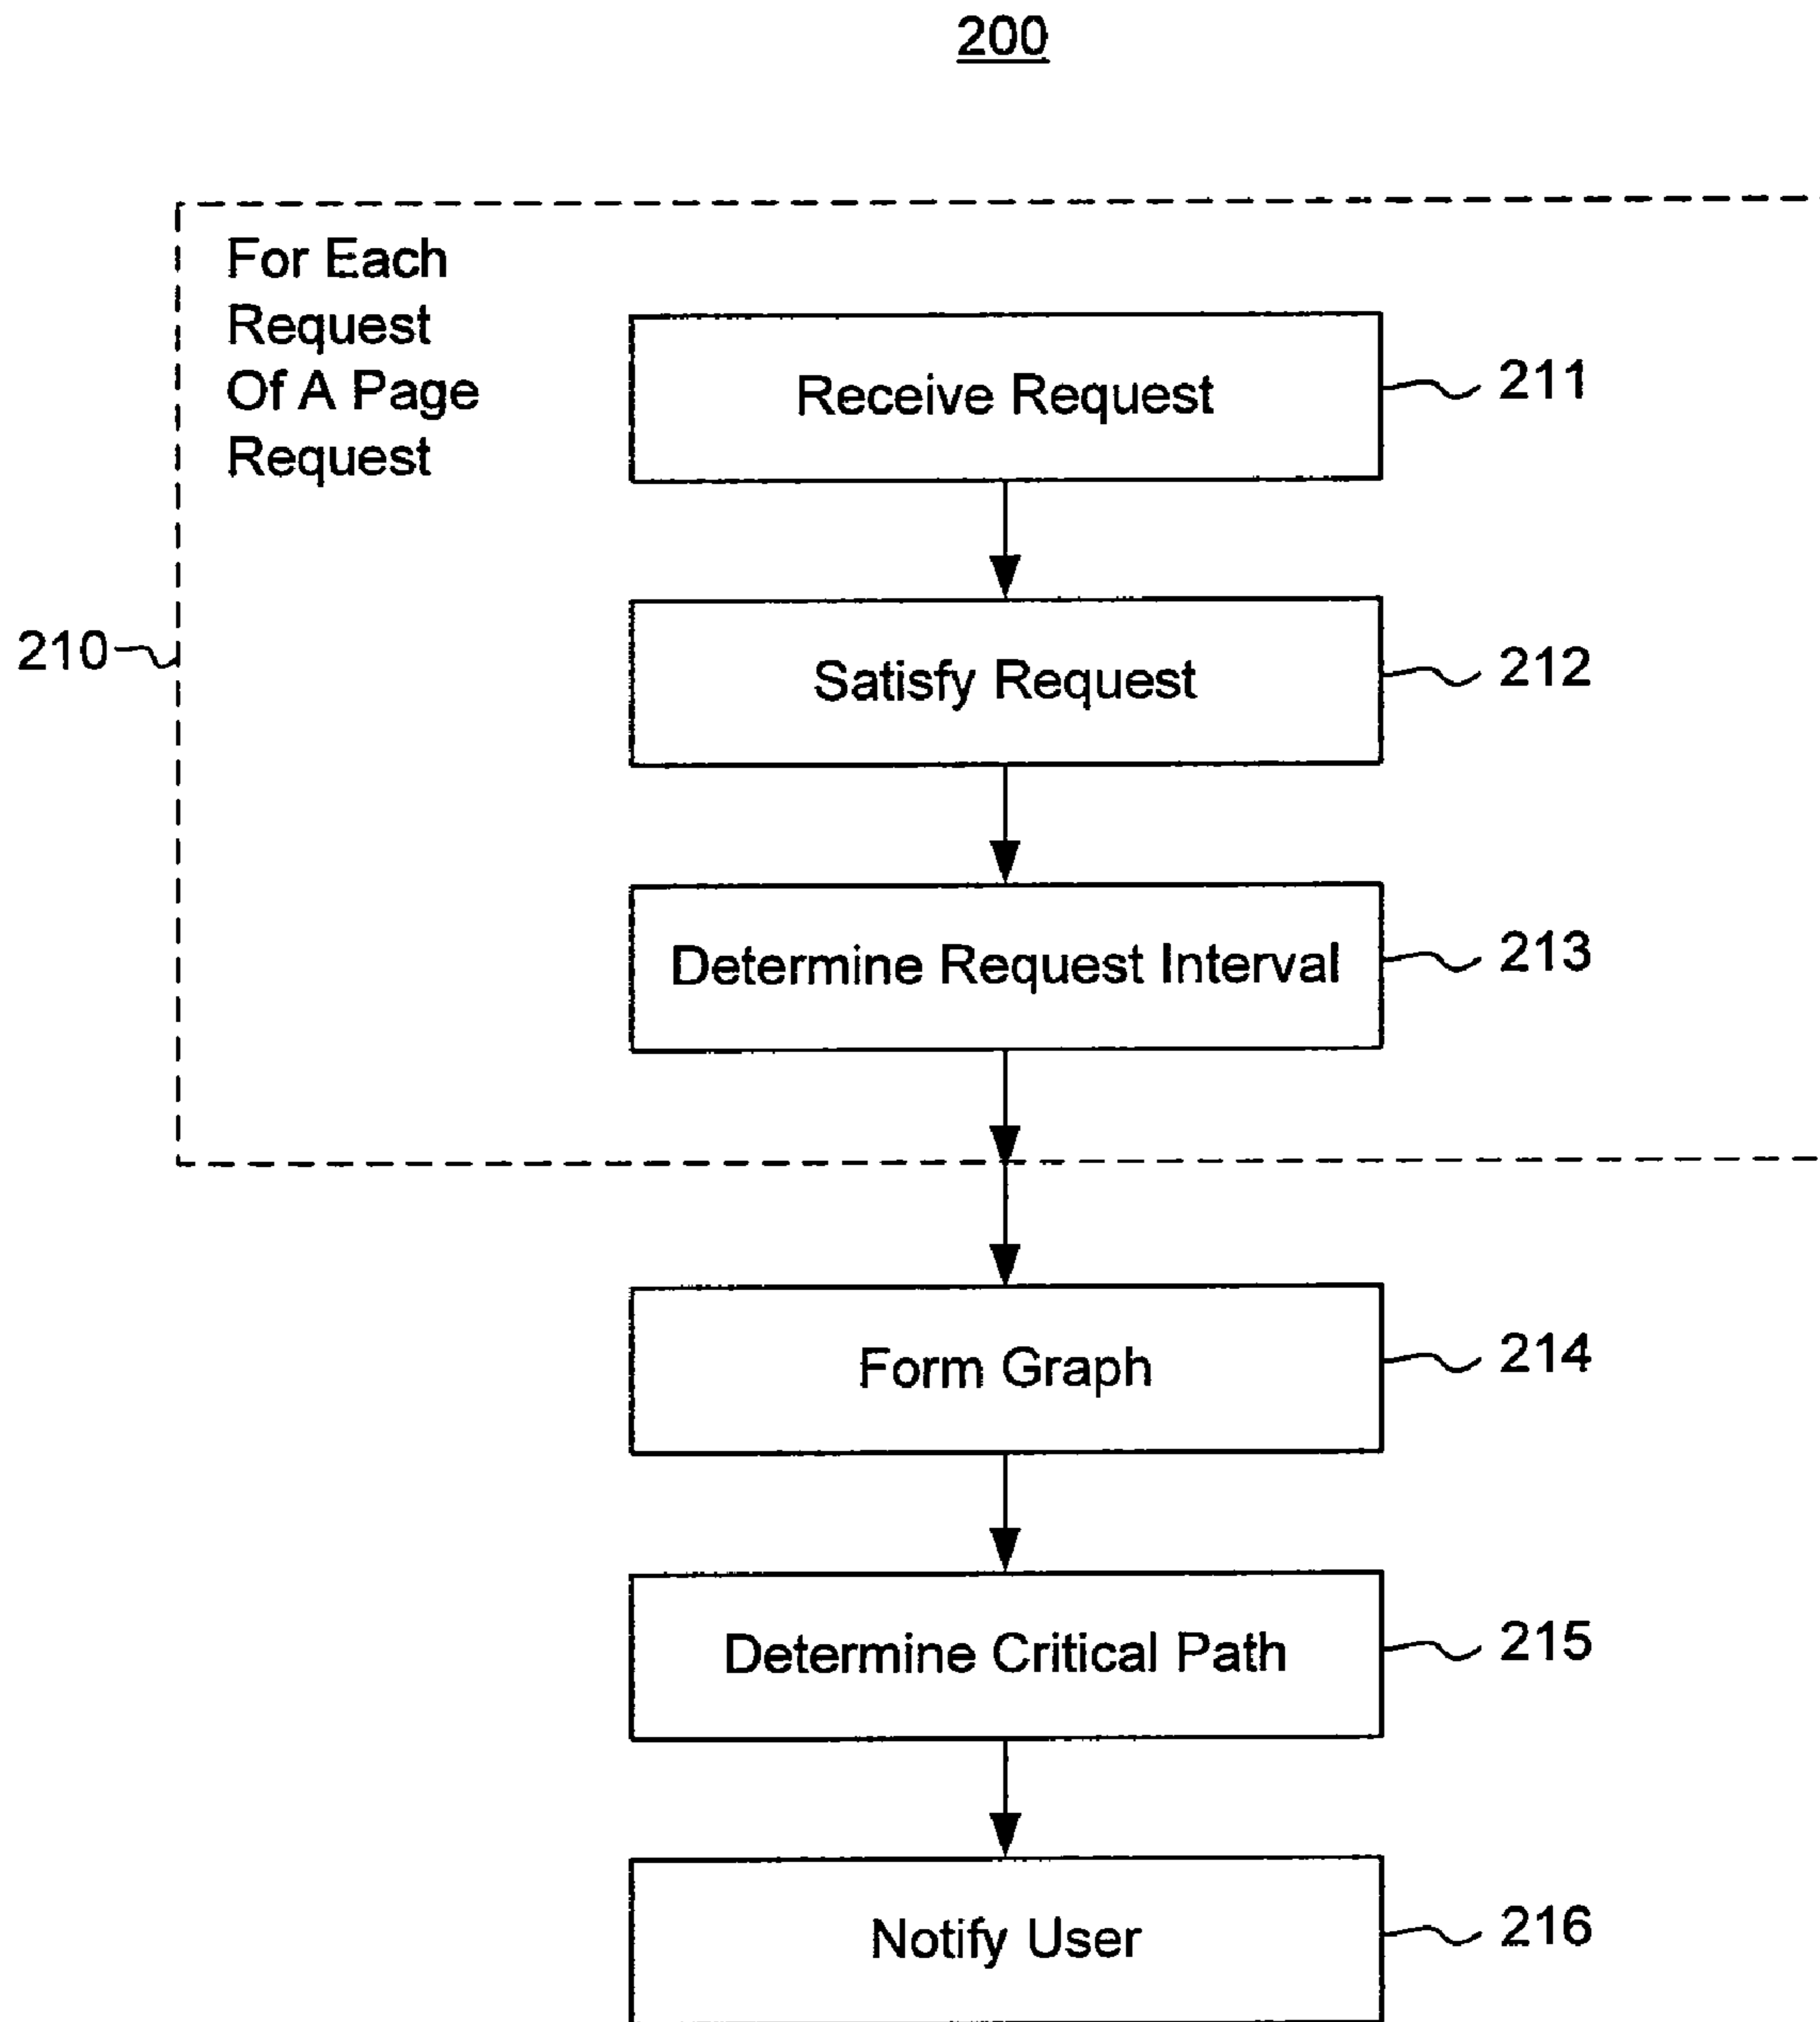 200
For Each
Request
Of A Page
Request
Receive Request
211
Satisfy Request
212
210
Determine Request Interval
213
Form Graph
214
Determine Critical Path
215
Notify User
216